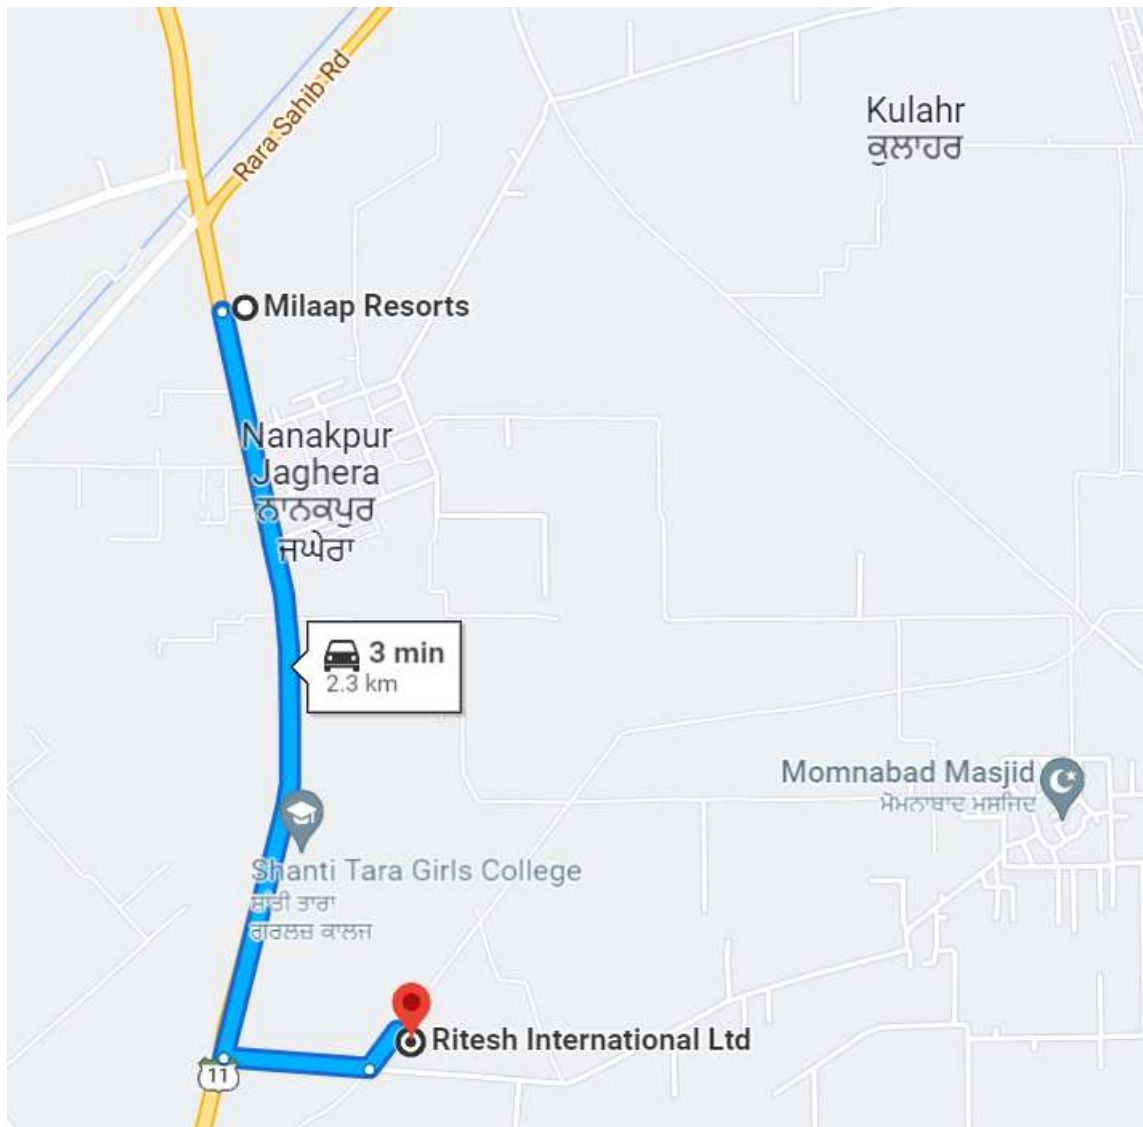 Rara Sahib Rd
Kulahr
ਕੁਲਾਹਰ
Milaap Resorts
Nanakpur
Jaghera
ਨਾਨਕਪੁਰ
ਜਘੇਰਾ
3 min
2.3 km
Momnabad Masjid
ਮੋਮਨਾਬਾਦ ਮਸਜਿਦ
Shanti Tara Girls College
ਸ਼ਾਂਤੀ ਤਾਰਾ
ਗਰਲਜ਼ ਕਾਲਜ
Ritesh International Ltd
11